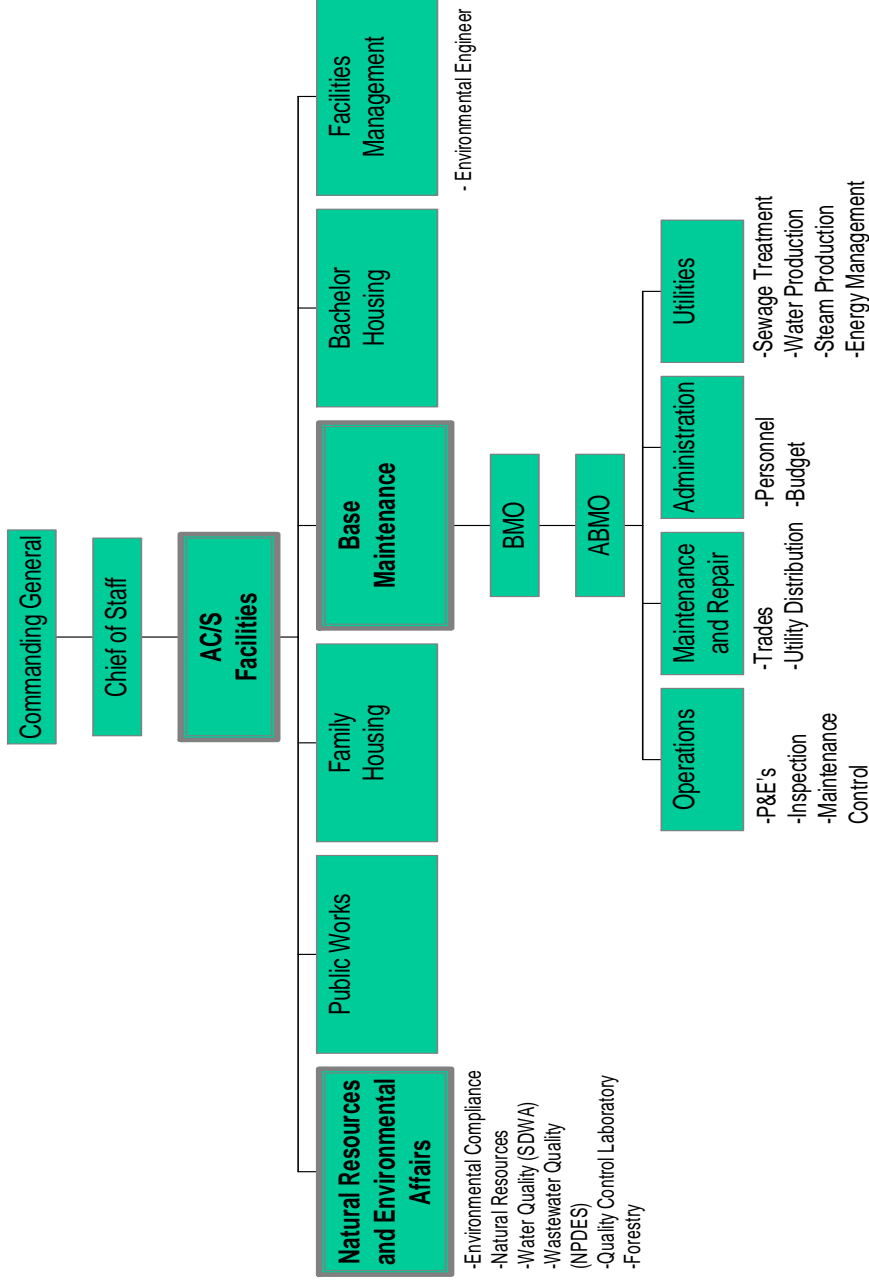 Commanding General
Chief of Staff
AC/S
Facilities
Natural Resources
and Environmental
Affairs
-Environmental Compliance
-Natural Resources
-Water Quality (SDWA)
-Wastewater Quality
(NPDES)
-Quality Control Laboratory
-Forestry
Public Works
Family
Housing
Base
Maintenance
Bachelor
Housing
Facilities
Management
- Environmental Engineer
BMO
ABMO
Operations
-P&E's
-Inspection
-Maintenance
Control
Maintenance
and Repair
-Trades
-Utility Distribution
Administration
-Personnel
-Budget
Utilities
-Sewage Treatment
-Water Production
-Steam Production
-Energy Management